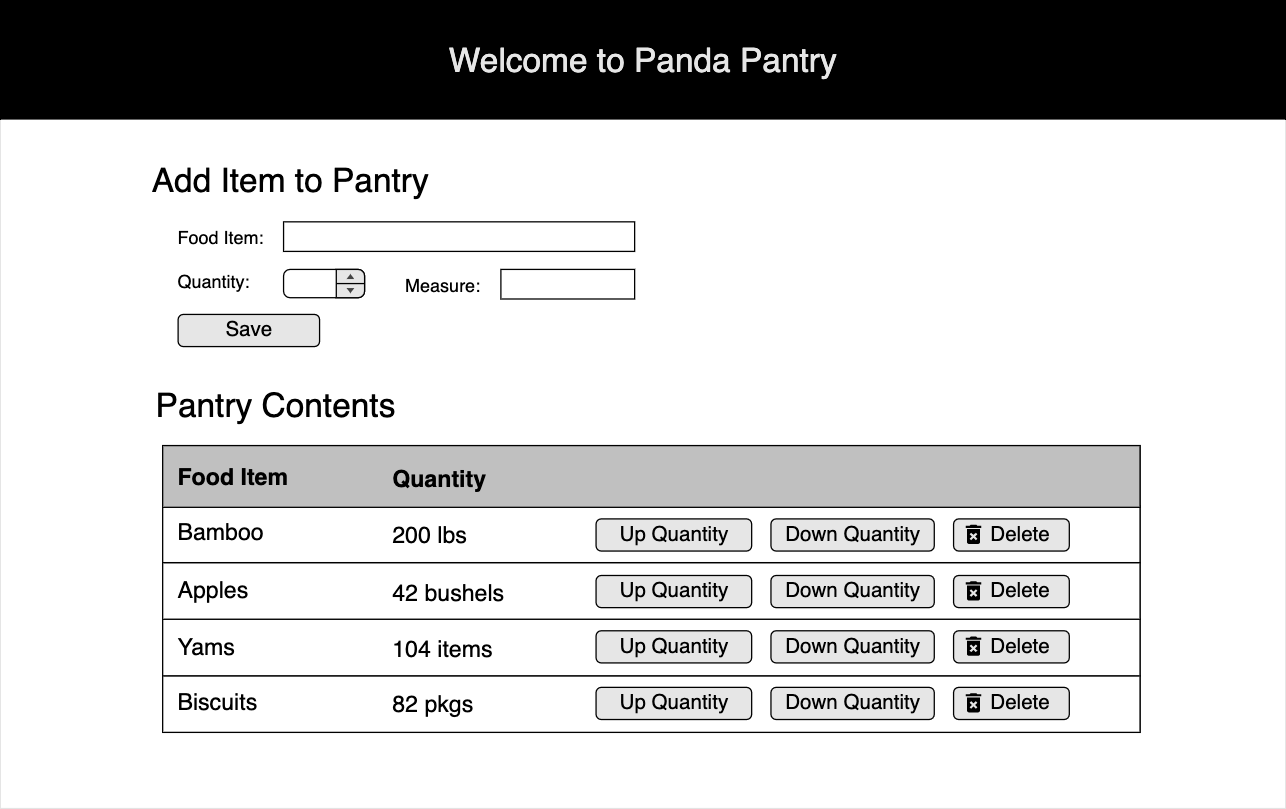 Welcome to Panda Pantry
Add Item to Pantry
Food Item:
Quantity: Measure:
Save
Pantry Contents
Food Item Quantity
Bamboo 200 lbs Up Quantity Down Quantity Delete
Apples 42 bushels Up Quantity Down Quantity Delete
Yams 104 items Up Quantity Down Quantity Delete
Biscuits 82 pkgs Up Quantity Down Quantity Delete